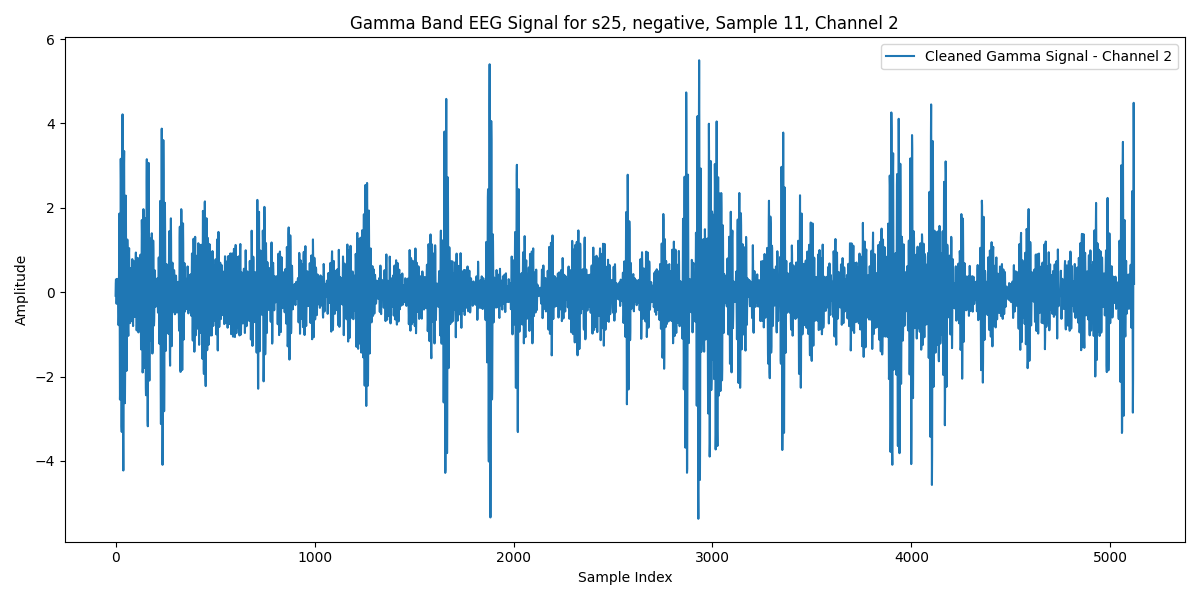 Gamma Band EEG Signal for s25, negative, Sample 11, Channel 2
Cleaned Gamma Signal - Channel 2
6
4
2
0
−2
−4
Amplitude
0 1000 2000 3000 4000 5000
Sample Index